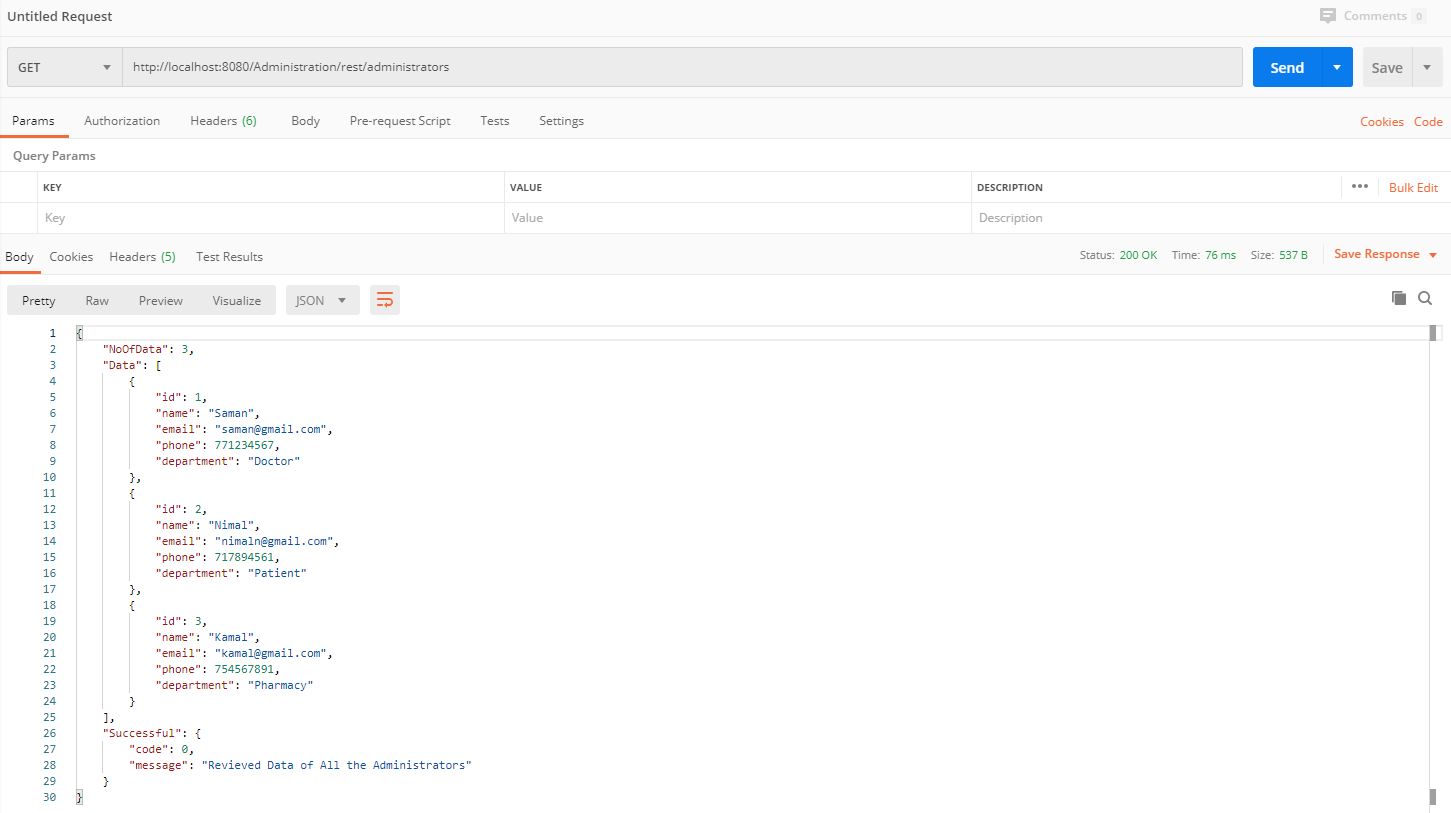 Untitled Request
Comments 0
GET http://localhost:8080/Administration/rest/administrators Send Save
Params Authorization Headers (6) Body Pre-request Script Tests Settings Cookies Code
Query Params
KEY VALUE DESCRIPTION ••• Bulk Edit
Key Value Description
Body Cookies Headers (5) Test Results Status: 200 OK Time: 76 ms Size: 537 B Save Response
Pretty Raw Preview Visualize JSON
1 {
2 "NoOfData": 3,
3 "Data": [
4 {
5 "id": 1,
6 "name": "Saman",
7 "email": "saman@gmail.com",
8 "phone": 771234567,
9 "department": "Doctor"
10 },
11 {
12 "id": 2,
13 "name": "Nimal",
14 "email": "nimaln@gmail.com",
15 "phone": 717894561,
16 "department": "Patient"
17 },
18 {
19 "id": 3,
20 "name": "Kamal",
21 "email": "kamal@gmail.com",
22 "phone": 754567891,
23 "department": "Pharmacy"
24 }
25 ],
26 "Successful": {
27 "code": 0,
28 "message": "Revieved Data of All the Administrators"
29 }
30 }